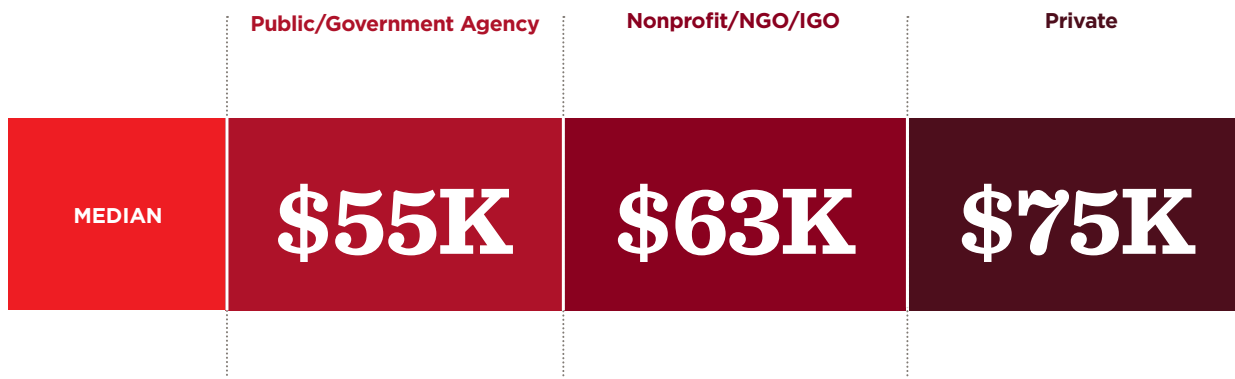 Public/Government Agency
Nonprofit/NGO/IGO
Private
MEDIAN
$55K
$63K
$75K